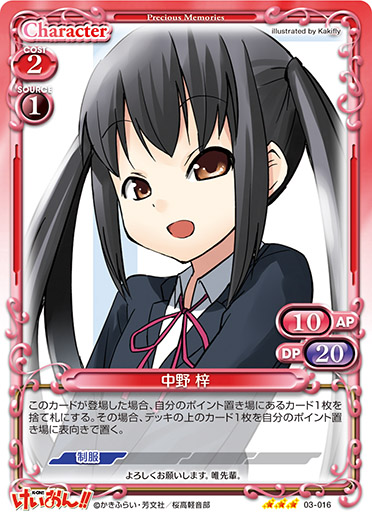 Precious Memories
Character
illustrated by Kakifly
COST
2
SOURCE
1
10 AP
DP 20
中野 梓
このカードが登場した場合、自分のポイント置き場にあるカード1枚を
捨て札にする。その場合、デッキの上のカード1枚を自分のポイント置
き場に表向きで置く。
制服
よろしくお願いします。唯先輩。
K-ON!!
けいおん!!
©かきふらい・芳文社／桜高軽音部
03-016